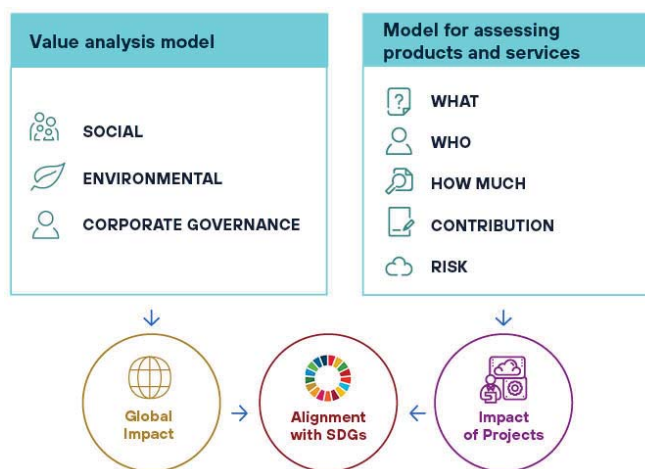 Value analysis model
SOCIAL
ENVIRONMENTAL
CORPORATE GOVERNANCE
Model for assessing
products and services
WHAT
WHO
HOW MUCH
CONTRIBUTION
RISK
Global
Impact
Alignment
with SDGs
Impact
of Projects